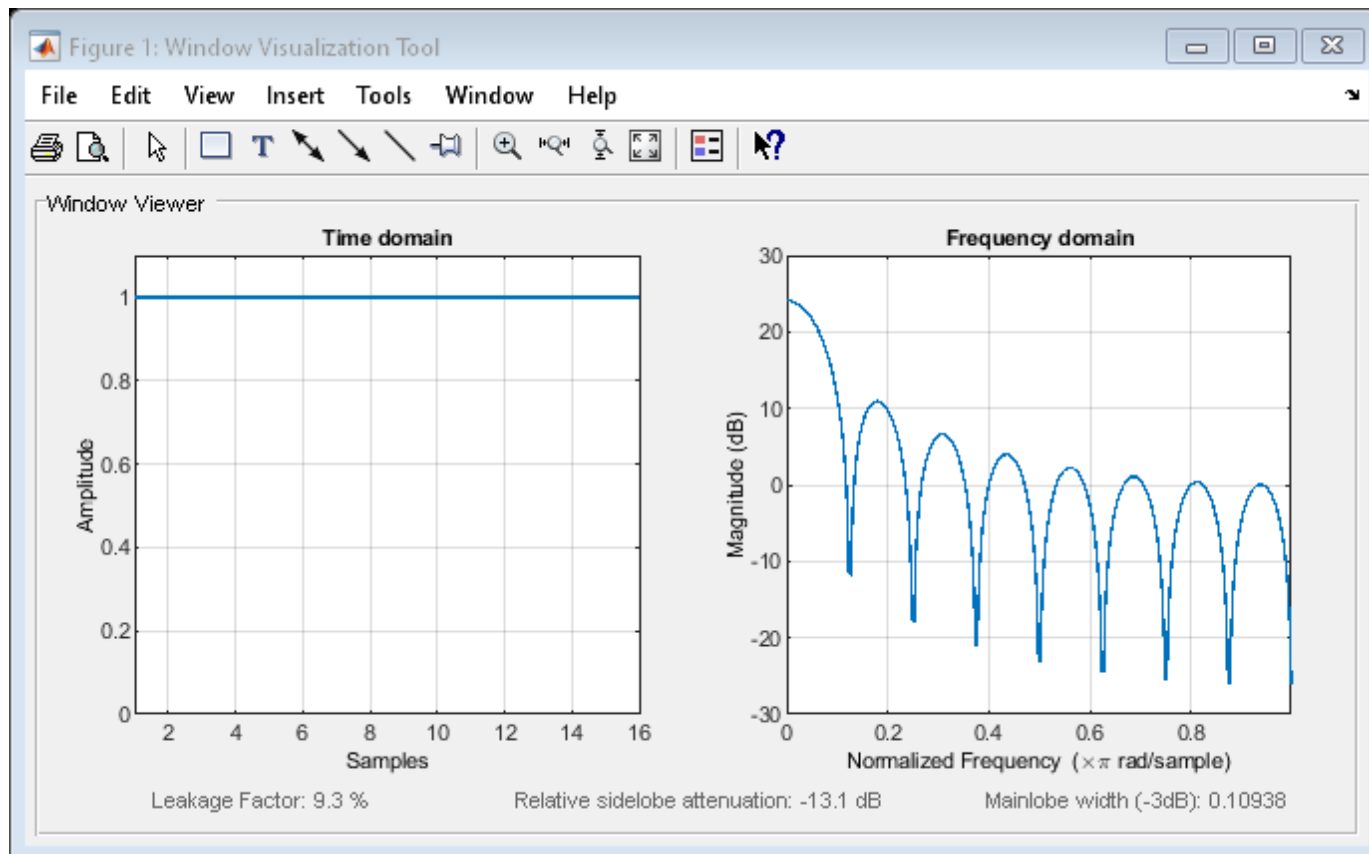 Figure 1: Window Visualization Tool
File Edit View Insert Tools Window Help
T
?
Window Viewer
Time domain
1
0.8
0.6
0.4
0.2
0
Amplitude
2 4 6 8 10 12 14 16
Samples
Frequency domain
30
20
10
0
-10
-20
-30
Magnitude (dB)
0 0.2 0.4 0.6 0.8
Normalized Frequency (×π rad/sample)
Leakage Factor: 9.3 % Relative sidelobe attenuation: -13.1 dB Mainlobe width (-3dB): 0.10938